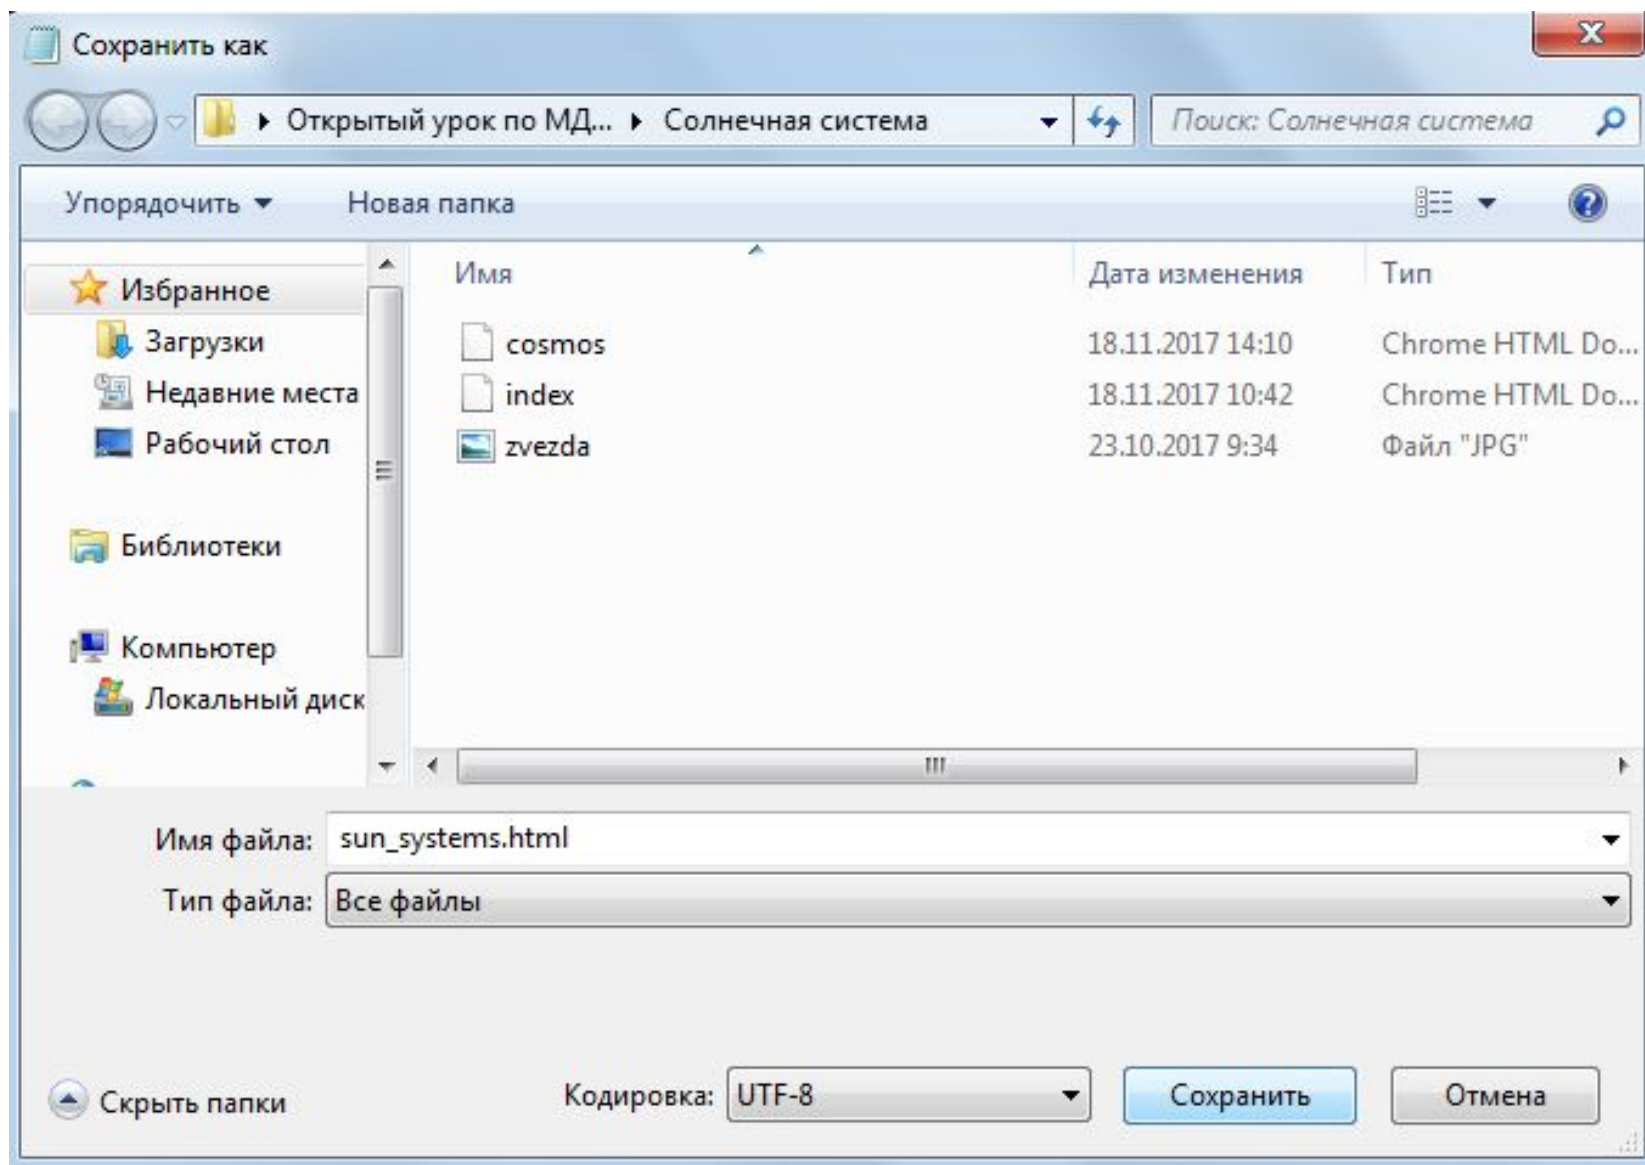 Сохранить как
Открытый урок по МД... Солнечная система
Поиск: Солнечная система
Упорядочить Новая папка
Избранное
Загрузки
Недавние места
Рабочий стол
Библиотеки
Компьютер
Локальный диск
Имя Дата изменения Тип
cosmos 18.11.2017 14:10 Chrome HTML Do...
index 18.11.2017 10:42 Chrome HTML Do...
zvezda 23.10.2017 9:34 Файл "JPG"
Имя файла: sun_systems.html
Тип файла: Все файлы
Скрыть папки Кодировка: UTF-8 Сохранить Отмена